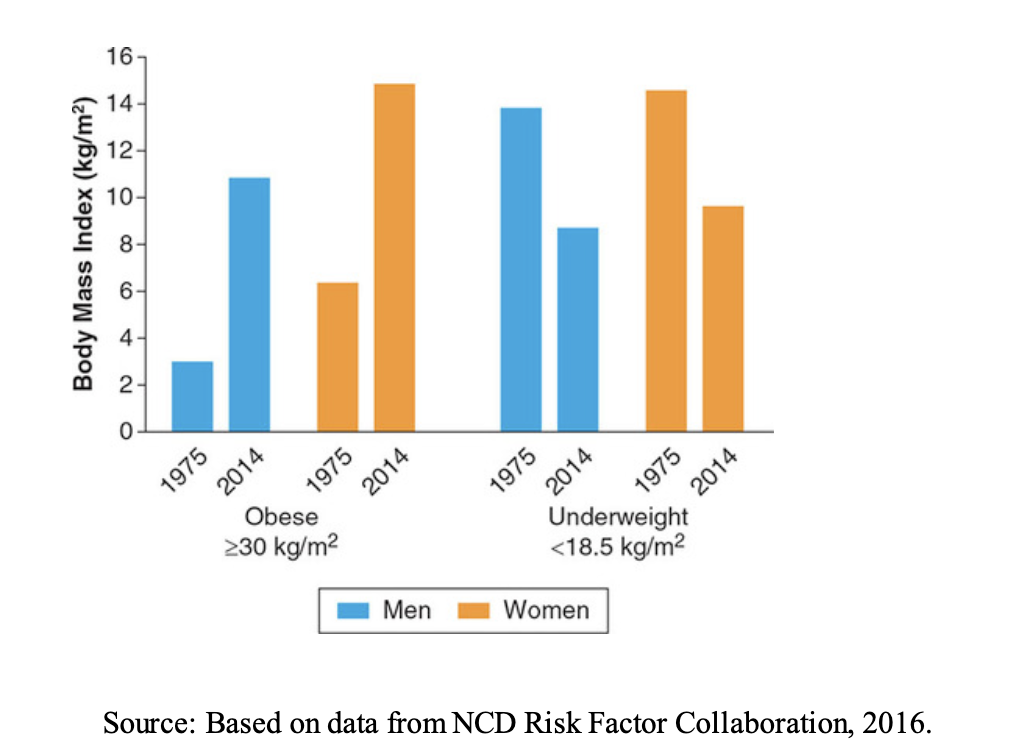 Body Mass Index (kg/m²)
16
14
12
10
8
6
4
2
0
1975 2014 1975 2014 1975 2014 1975 2014
Obese Underweight
≥30 kg/m² <18.5 kg/m²
Men Women
Source: Based on data from NCD Risk Factor Collaboration, 2016.